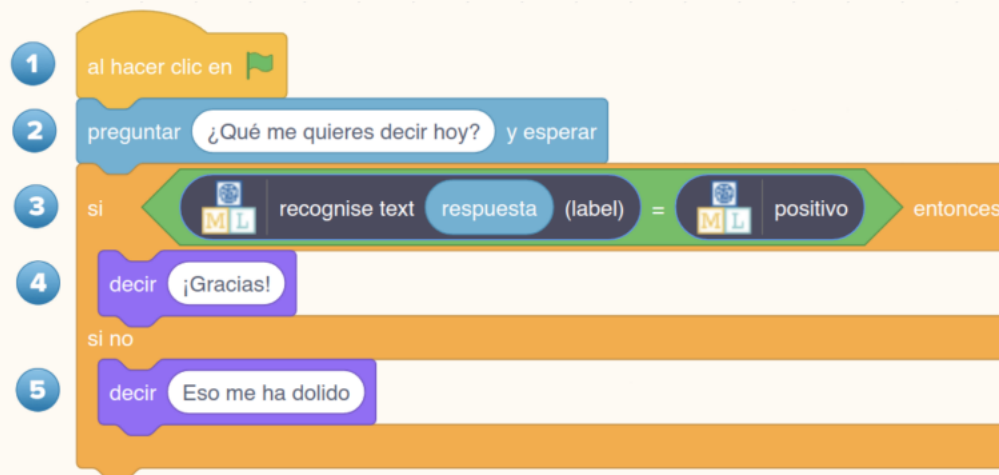 1 al hacer clic en
2 preguntar ¿Qué me quieres decir hoy? y esperar
3 si ML recognise text respuesta (label) = ML positivo entonces
4 decir ¡Gracias!
si no
5 decir Eso me ha dolido